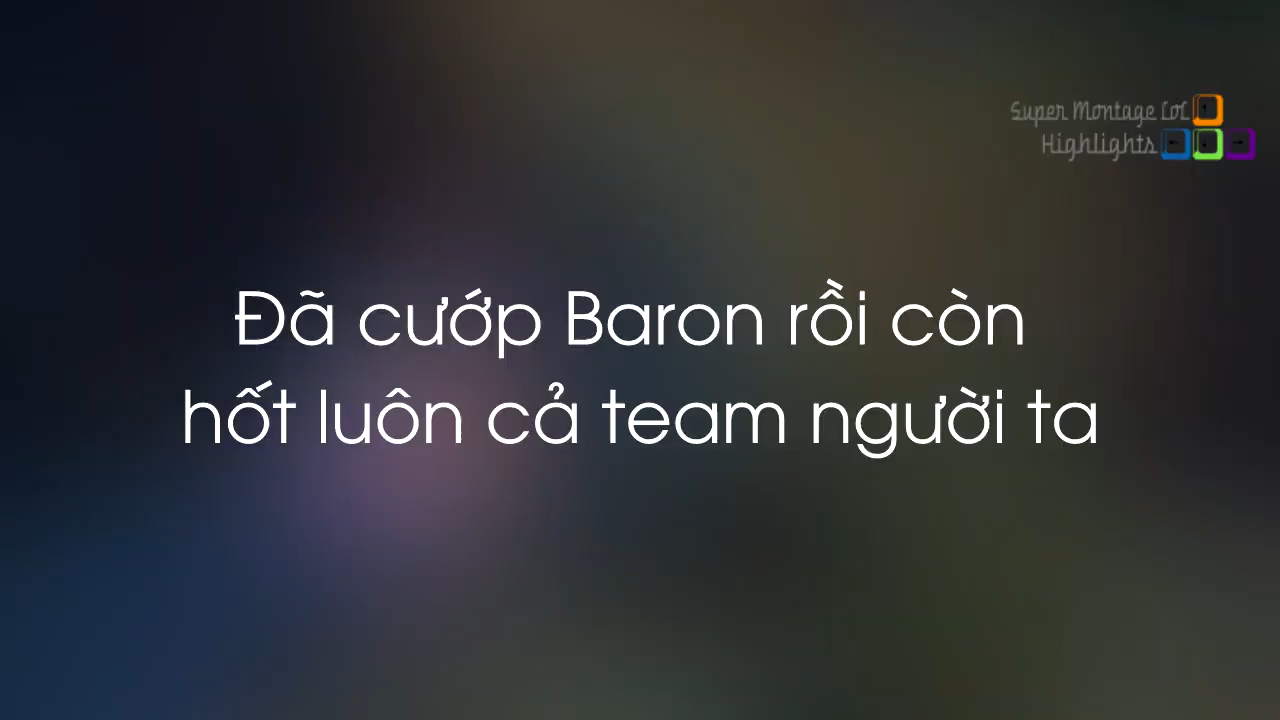 Super Montage LoL
Highlights
Đã cướp Baron rồi còn
hốt luôn cả team người ta